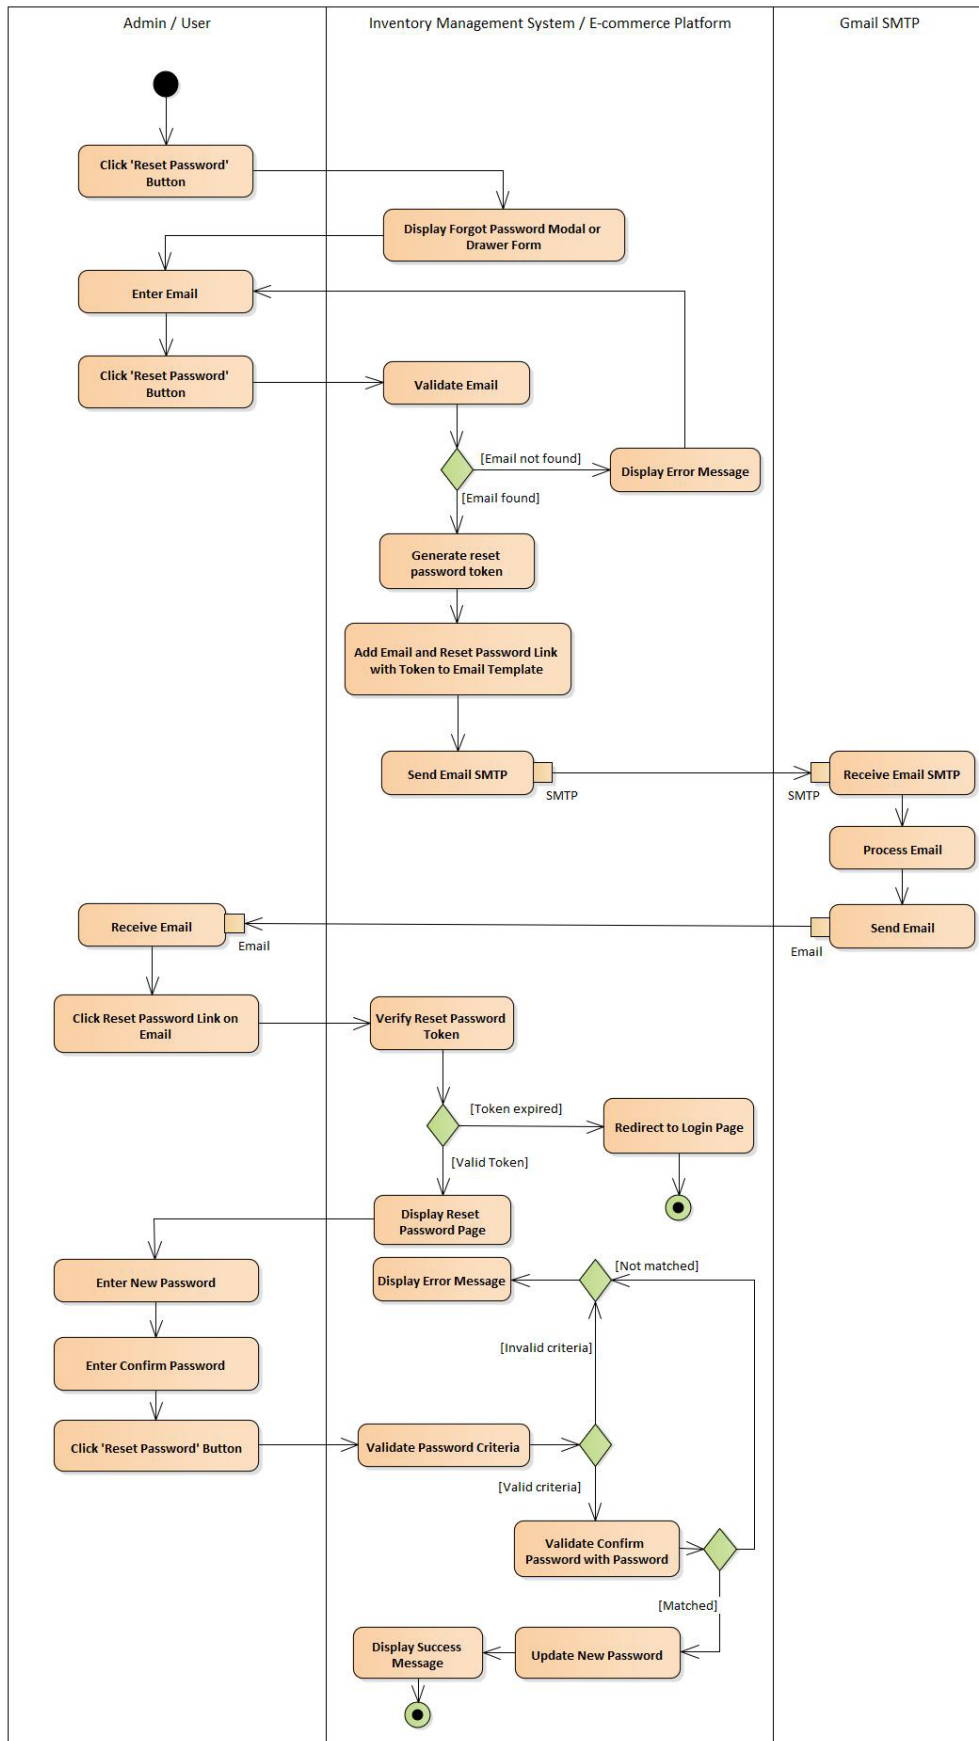 Admin / User
Inventory Management System / E-commerce Platform
Gmail SMTP
Click 'Reset Password'
Button
Display Forgot Password Modal or
Drawer Form
Enter Email
Click 'Reset Password'
Button
Validate Email
[Email not found]
Display Error Message
[Email found]
Generate reset
password token
Add Email and Reset Password Link
with Token to Email Template
Send Email SMTP
SMTP
SMTP
Receive Email SMTP
Process Email
Receive Email
Email
Email
Send Email
Click Reset Password Link on
Email
Verify Reset Password
Token
[Token expired]
Redirect to Login Page
[Valid Token]
Display Reset
Password Page
Enter New Password
Display Error Message
[Not matched]
[Invalid criteria]
Enter Confirm Password
Click 'Reset Password' Button
Validate Password Criteria
[Valid criteria]
Validate Confirm
Password with Password
[Matched]
Display Success
Message
Update New Password